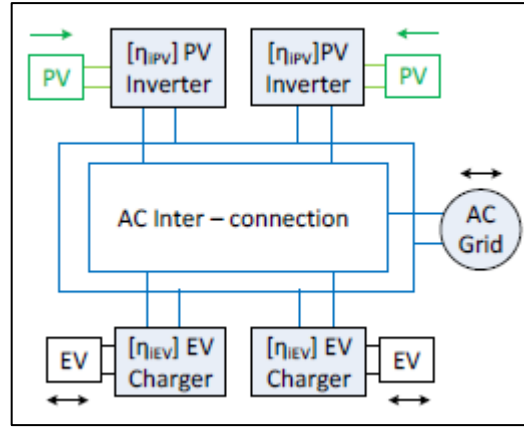 PV
[ηiPV] PV
Inverter
[ηiPV]PV
Inverter
PV
AC Inter – connection
AC
Grid
EV
[ηiEV] EV
Charger
[ηiEV] EV
Charger
EV